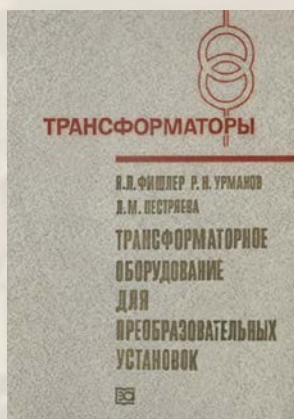 ТРАНСФОРМАТОРЫ
Я.Л.ФИШЛЕР Р.Н.УРМАНОВ
Л.М.ПЕСТРЯЕВА
ТРАНСФОРМАТОРНОЕ
ОБОРУДОВАНИЕ
ДЛЯ
ПРЕОБРАЗОВАТЕЛЬНЫХ
УСТАНОВОК